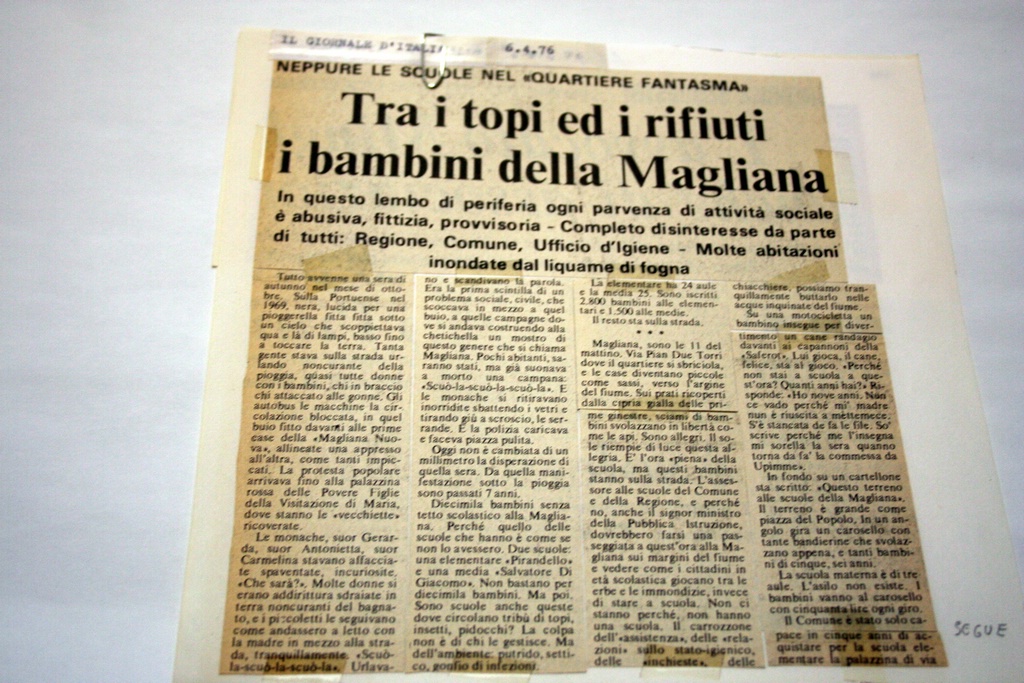 IL GIORNALE D'ITALIA
6.4.76
NEPPURE LE SCUOLE NEL «QUARTIERE FANTASMA»
Tra i topi ed i rifiuti
i bambini della Magliana
In questo lembo di periferia ogni parvenza di attività sociale
è abusiva, fittizia, provvisoria - Completo disinteresse da parte
di tutti: Regione, Comune, Ufficio d'Igiene - Molte abitazioni
inondate dal liquame di fogna
Tutto avvenne una sera di
autunno nel mese di otto-
bre. Sulla Portuense nel
1969, nera, lucida per una
pioggerella fitta fitta sotto
un cielo che scoppiettava
qua e là di lampi, basso fino
a toccare la terra. Tanta
gente stava sulla strada ur-
lando noncurante della
pioggia, quasi tutte donne
con i bambini, chi in braccio
chi attaccato alle gonne. Gli
autobus le macchine la cir-
colazione bloccata, in quel
buio fitto davanti alle prime
case della «Magliana Nuo-
va», allineate una appresso
all'altra, come tanti impic-
cati. La protesta popolare
arrivava fino alla palazzina
rossa delle Povere Figlie
della Visitazione di Maria,
dove stanno le «vecchiette»
ricoverate.
Le monache, suor Gerar-
da, suor Antonietta, suor
Carmelina stavano affaccia-
te spaventate, incuriosite.
«Che sarà?». Molte donne si
erano addirittura sdraiate in
terra noncuranti del bagna-
to, e i piccoletti le seguivano
come andassero a letto con
la madre in mezzo alla stra-
da, tranquillamente. «Scuò-
la-scuò-la-scuò-la». Urlava-
no e scandivano la parola.
Era la prima scintilla di un
problema sociale, civile, che
scoccava in mezzo a quel
buio, a quelle campagne do-
ve si andava costruendo alla
chetichella un mostro di
questo genere che si chiama
Magliana. Pochi abitanti, sa-
ranno stati, ma già suonava
a morto una campana:
«Scuò-la-scuò-la-scuò-la». E
le monache si ritiravano
inorridite sbattendo i vetri e
tirando giù a scroscio, le ser-
rande. E la polizia caricava
e faceva piazza pulita.
Oggi non è cambiata di un
millimetro la disperazione di
quella sera. Da quella mani-
festazione sotto la pioggia
sono passati 7 anni.
Diecimila bambini senza
tetto scolastico alla Maglia-
na, Perché quello delle
scuole che hanno è come se
non lo avessero. Due scuole:
una elementare «Pirandello»
e una media «Salvatore Di
Giacomo». Non bastano per
diecimila bambini. Ma poi.
Sono scuole anche queste
dove circolano tribù di topi,
insetti, pidocchi? La colpa
non è di chi le gestisce. Ma
dell'ambiente: putrido, setti-
co, gonfio di infezioni.
La elementare ha 24 aule
e la media 25. Sono iscritti
2.800 bambini alle elemen-
tari e 1.500 alle medie.
Il resto sta sulla strada.
* * *
Magliana, sono le 11 del
mattino. Via Pian Due Torri
dove il quartiere si sbriciola,
e le case diventano piccole
come sassi, verso l'argine
del fiume. Sui prati ricoperti
dalla cipria gialla delle pri-
me ginestre, sciami di bam-
bini svolazzano in libertà co-
me le api. Sono allegri. Il so-
le riempie di luce questa al-
legria. E' l'ora «piena» della
scuola, ma questi bambini
stanno sulla strada. L'asses-
sore alle scuole del Comune
e della Regione, e perché
no, anche il signor ministro
della Pubblica Istruzione,
dovrebbero farsi una pas-
seggiata a quest'ora alla Ma-
gliana sui margini del fiume
e vedere come i cittadini in
età scolastica giocano tra le
erbe e le immondizie, invece
di stare a scuola. Non ci
stanno perché, non hanno
una scuola. Il carrozzone
dell'«assistenza», delle «rela-
zioni» sullo stato-igienico,
delle «inchieste», delle
chiacchiere, possiamo tran-
quillamente buttarlo nelle
acque inquinate del fiume.
Su una motocicletta un
bambino insegue per diver-
timento un cane randagio
davanti ai capannoni della
«Saferot». Lui gioca, il cane,
felice, sta al gioco. «Perché
non stai a scuola a que-
st'ora? Quanti anni hai?» Ri-
sponde: «Ho nove anni. Nun
ce vado perché mi' madre
nun è riuscita a mèttemece.
S'è stancata de fa le file. So'
scrive perché me l'insegna
mi sorella la sera quanno
torna da fa' la commessa da
Upimme».
In fondo su un cartellone
sta scritto: «Questo terreno
alle scuole della Magliana».
Il terreno è grande come
piazza del Popolo. In un an-
golo gira un carosello con
tante bandierine che svolaz-
zano appena, e tanti bambi-
ni di cinque, sei anni.
La scuola materna è di tre
aule. L'asilo non esiste. I
bambini vanno al carosello
con cinquanta lire ogni giro.
Il Comune è stato solo ca-
pace in cinque anni di ac-
quistare per la scuola ele-
mentare la palazzina di via
SEGUE